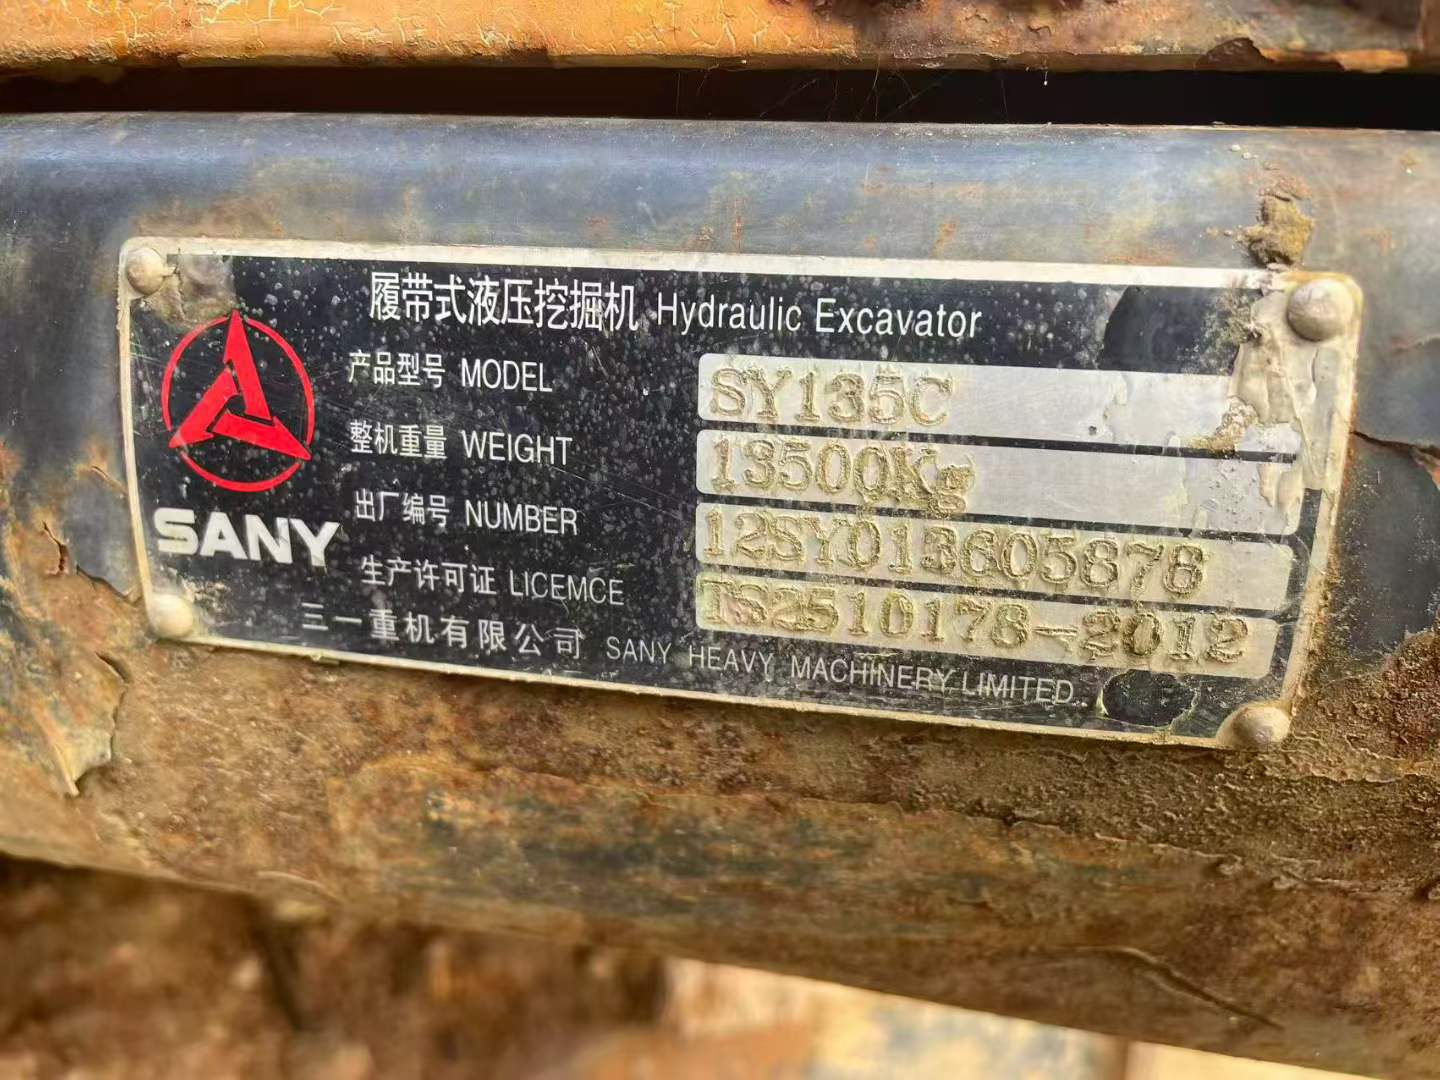 履带式液压挖掘机 Hydraulic Excavator
产品型号 MODEL SY135C
整机重量 WEIGHT 13500Kg
出厂编号 NUMBER 12SY013605878
生产许可证 LICEMCE TS2510178-2012
三一重机有限公司 SANY HEAVY MACHINERY LIMITED.
SANY